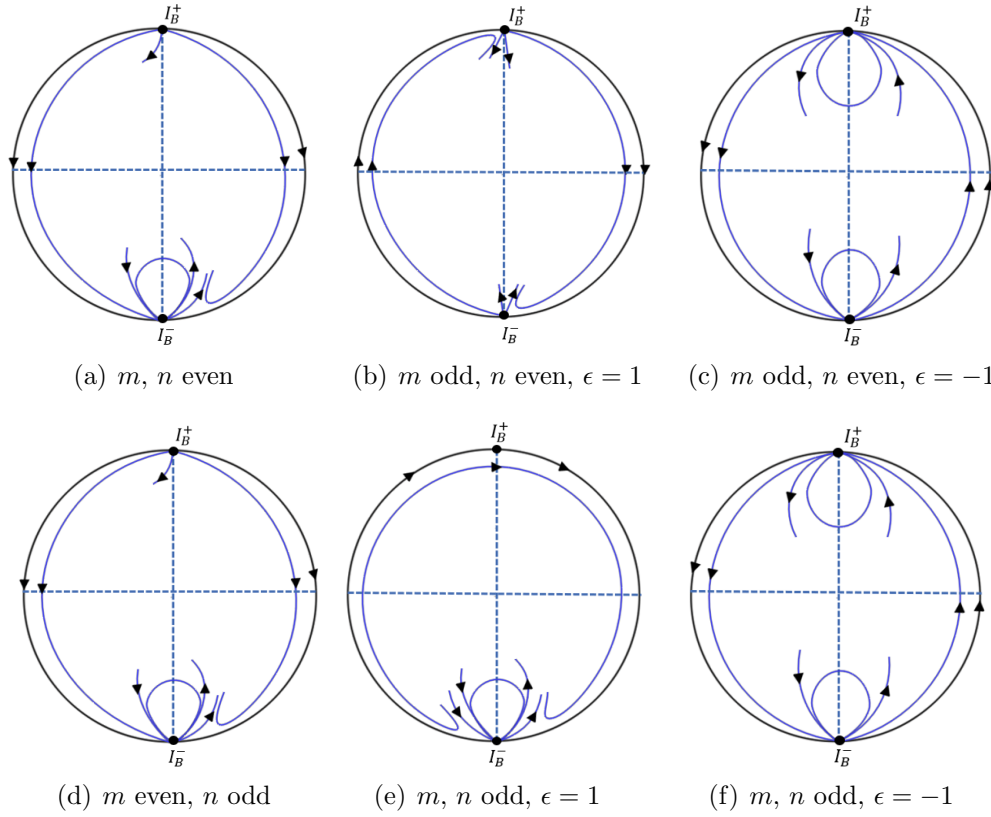 I_B^+ I_B^+ I_B^+
I_B^- I_B^- I_B^-
(a) m, n even (b) m odd, n even, ϵ = 1 (c) m odd, n even, ϵ = −1
I_B^+ I_B^+ I_B^+
I_B^- I_B^- I_B^-
(d) m even, n odd (e) m, n odd, ϵ = 1 (f) m, n odd, ϵ = −1